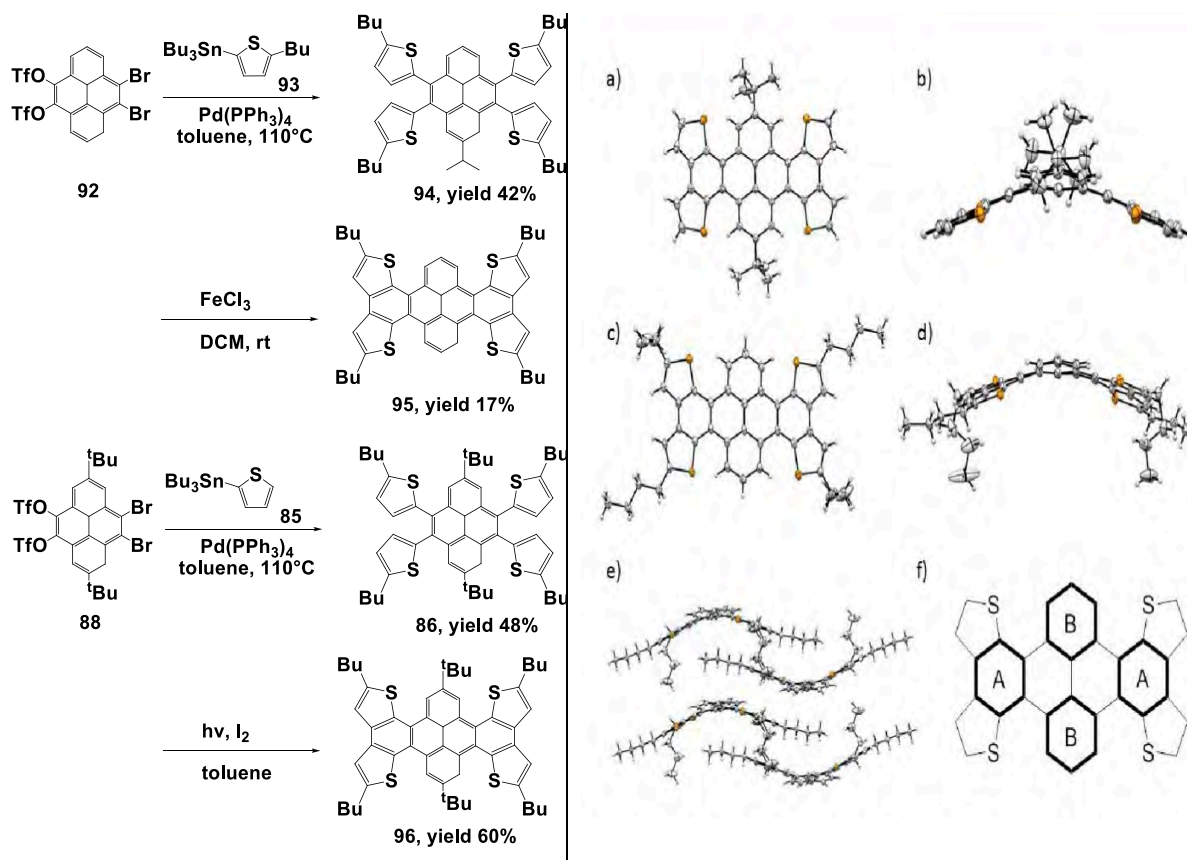 Bu
Bu
Bu3Sn
S
Bu
TfO
Br
S
S
93
TfO
Br
Pd(PPh3)4
toluene, 110°C
S
S
Bu
Bu
92
94, yield 42%
Bu
Bu
S
S
FeCl3
DCM, rt
S
S
Bu
Bu
95, yield 17%
tBu
Bu
tBu
Bu
Bu3Sn
S
TfO
Br
S
S
85
TfO
Br
Pd(PPh3)4
toluene, 110°C
S
S
tBu
Bu
tBu
Bu
88
86, yield 48%
Bu
tBu
Bu
S
S
hv, I2
toluene
S
S
Bu
tBu
Bu
96, yield 60%
a)
b)
c)
d)
e)
f)
S
S
B
A
A
B
S
S